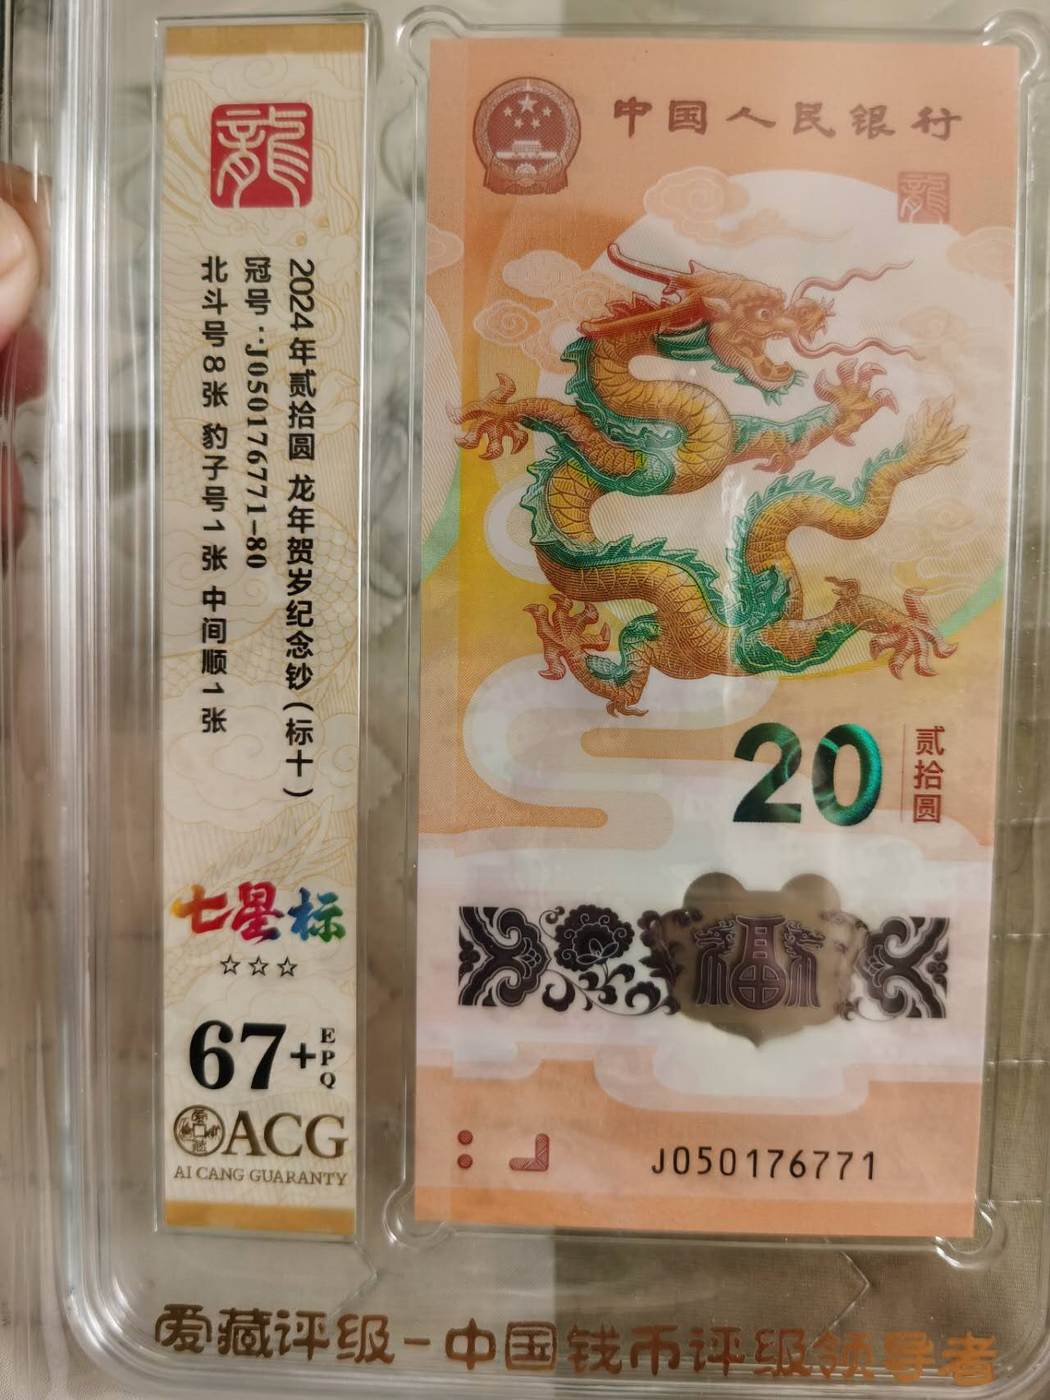 龍
2024年贰拾圆 龙年贺岁纪念钞(标十)
冠号:J050176771-80
北斗号8张 豹子号1张 中间顺1张
七星标
☆☆☆
67+
EPQ
ACG
AI CANG GUARANTY
中国人民银行
龍
20
贰拾圆
福
J050176771
爱藏评级-中国钱币评级领导者